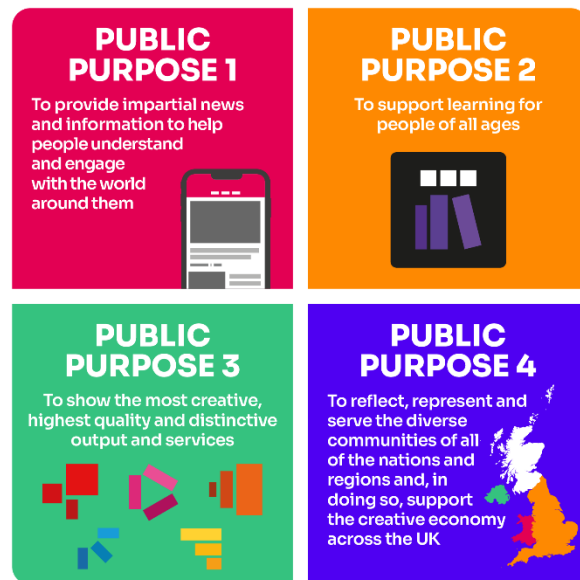 PUBLIC
PURPOSE 1
To provide impartial news
and information to help
people understand
and engage
with the world
around them
PUBLIC
PURPOSE 2
To support learning for
people of all ages
PUBLIC
PURPOSE 3
To show the most creative,
highest quality and distinctive
output and services
PUBLIC
PURPOSE 4
To reflect, represent and
serve the diverse
communities of all
of the nations and
regions and, in
doing so, support
the creative economy
across the UK